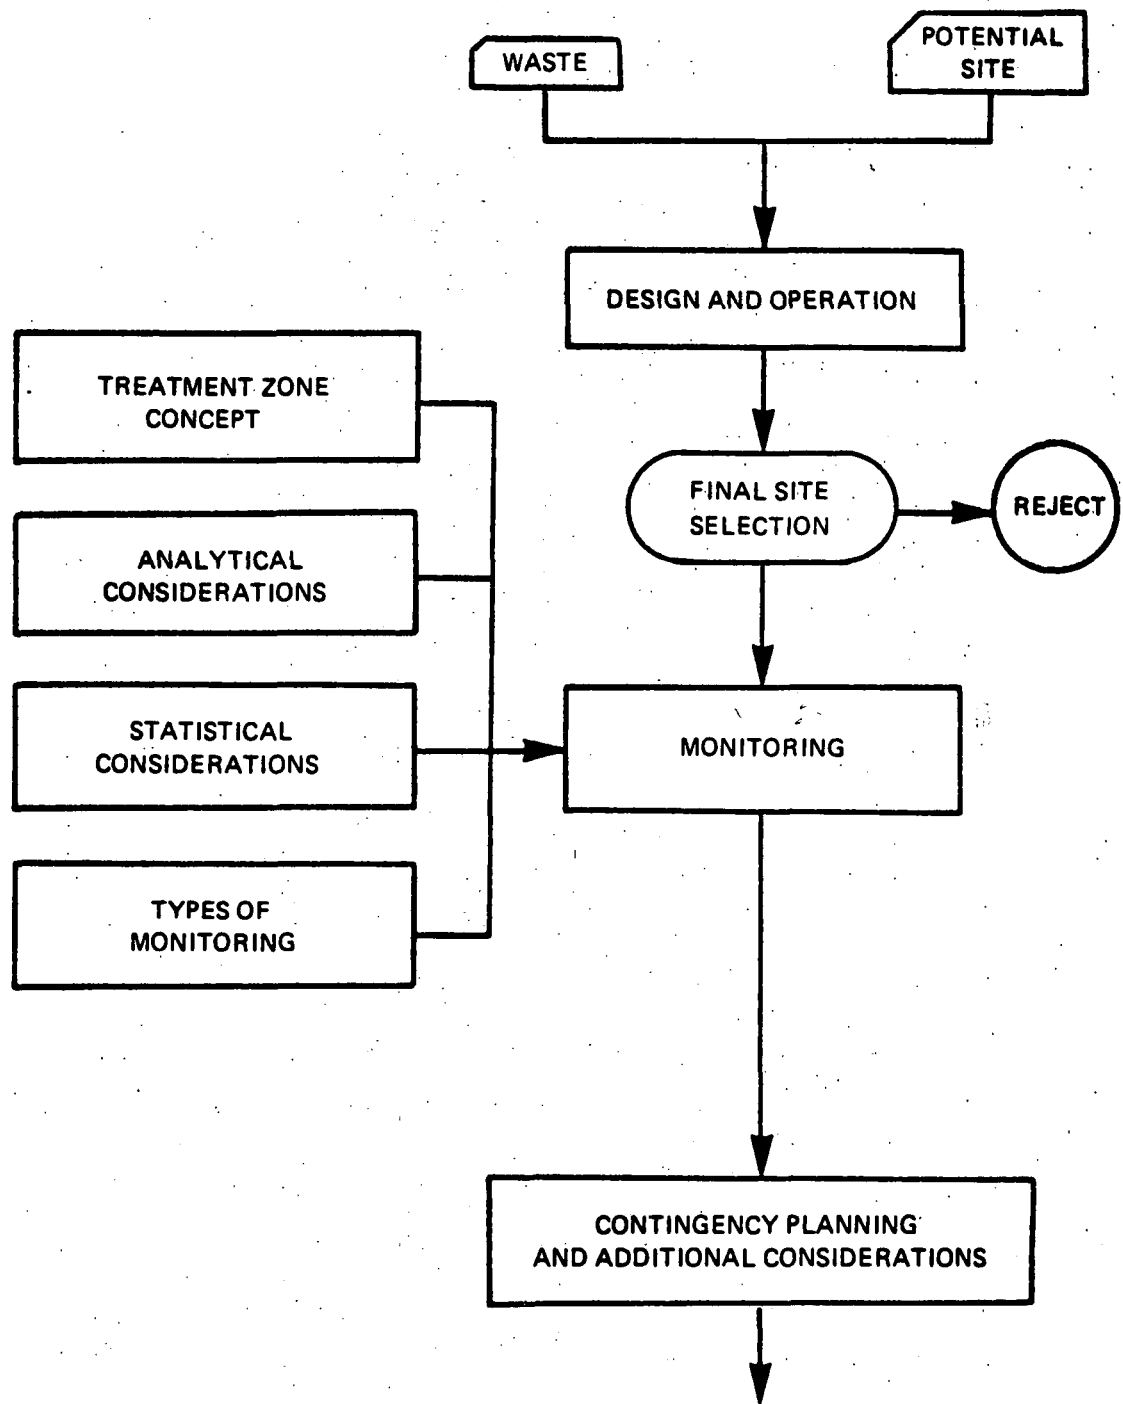 WASTE
POTENTIAL
SITE
DESIGN AND OPERATION
TREATMENT ZONE
CONCEPT
FINAL SITE
SELECTION
REJECT
ANALYTICAL
CONSIDERATIONS
STATISTICAL
CONSIDERATIONS
MONITORING
TYPES OF
MONITORING
CONTINGENCY PLANNING
AND ADDITIONAL CONSIDERATIONS